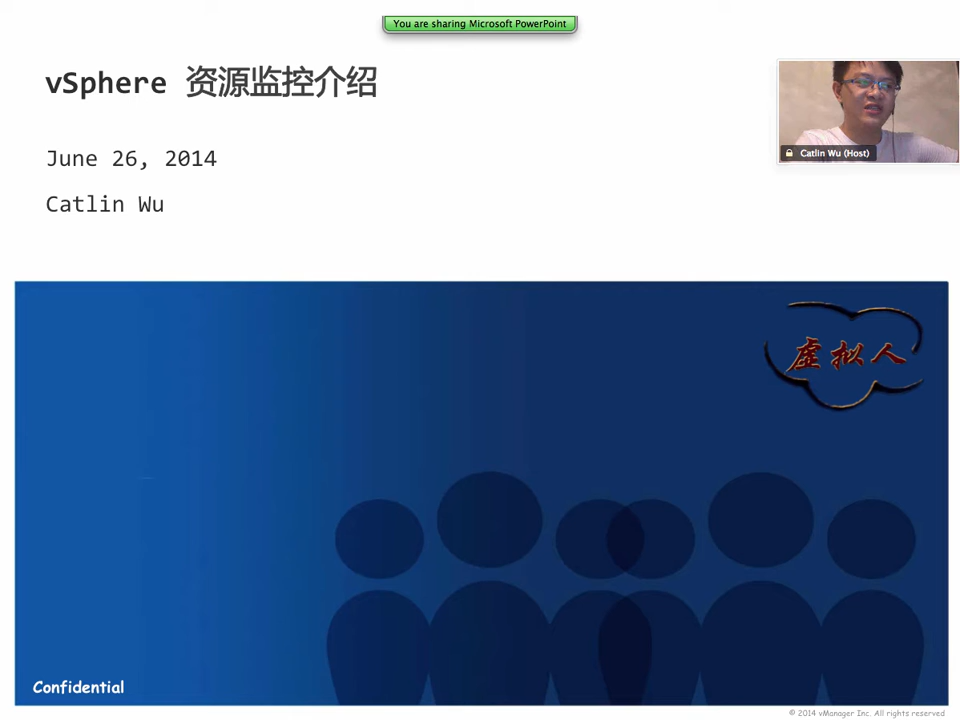 You are sharing Microsoft PowerPoint
vSphere 资源监控介绍
June 26, 2014
Catlin Wu
Catlin Wu (Host)
虚拟人
Confidential
© 2014 vManager Inc. All rights reserved